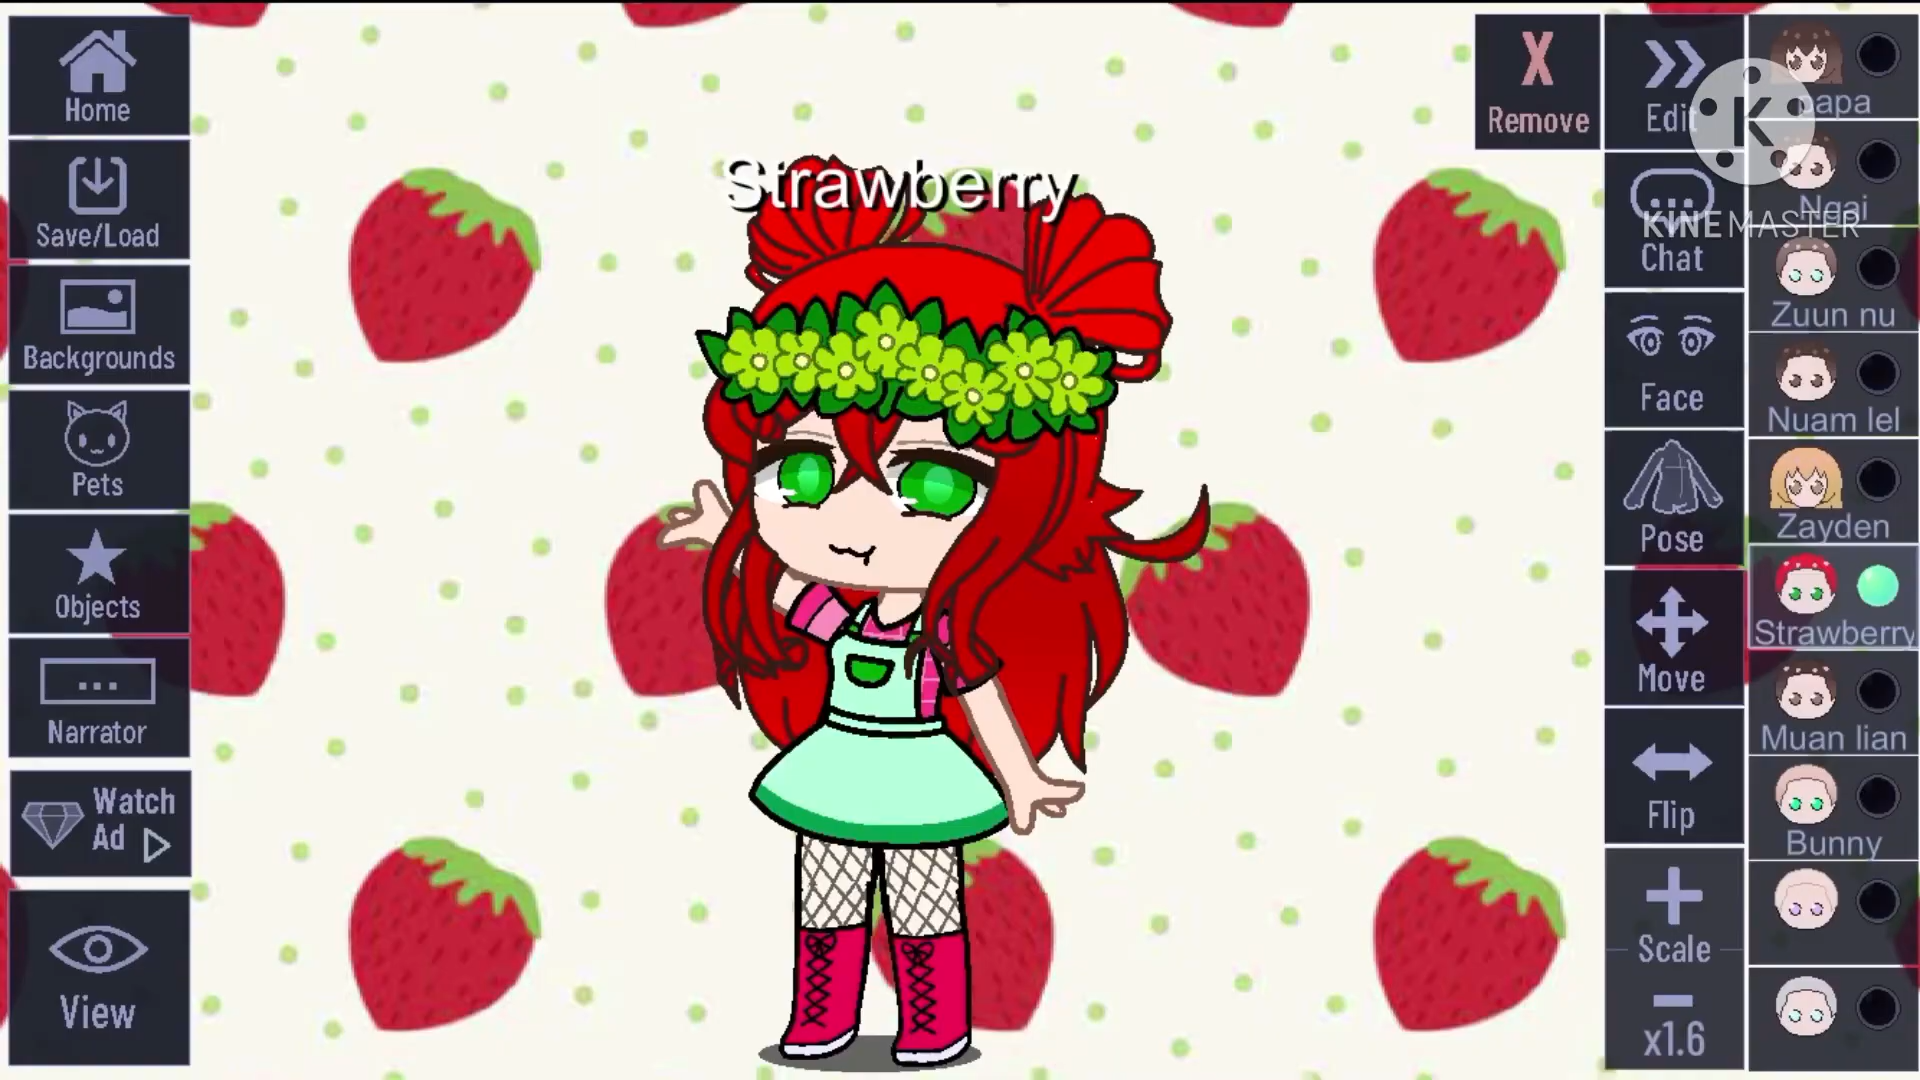 Home
Save/Load
Backgrounds
Pets
Objects
...
Narrator
Watch
Ad
View
Strawberry
X
Remove
Edit
Chat
Face
Pose
Move
Flip
Scale
x1.6
K
KINEMASTER
papa
Ngai
Zuun nu
Nuam lel
Zayden
Strawberry
Muan lian
Bunny